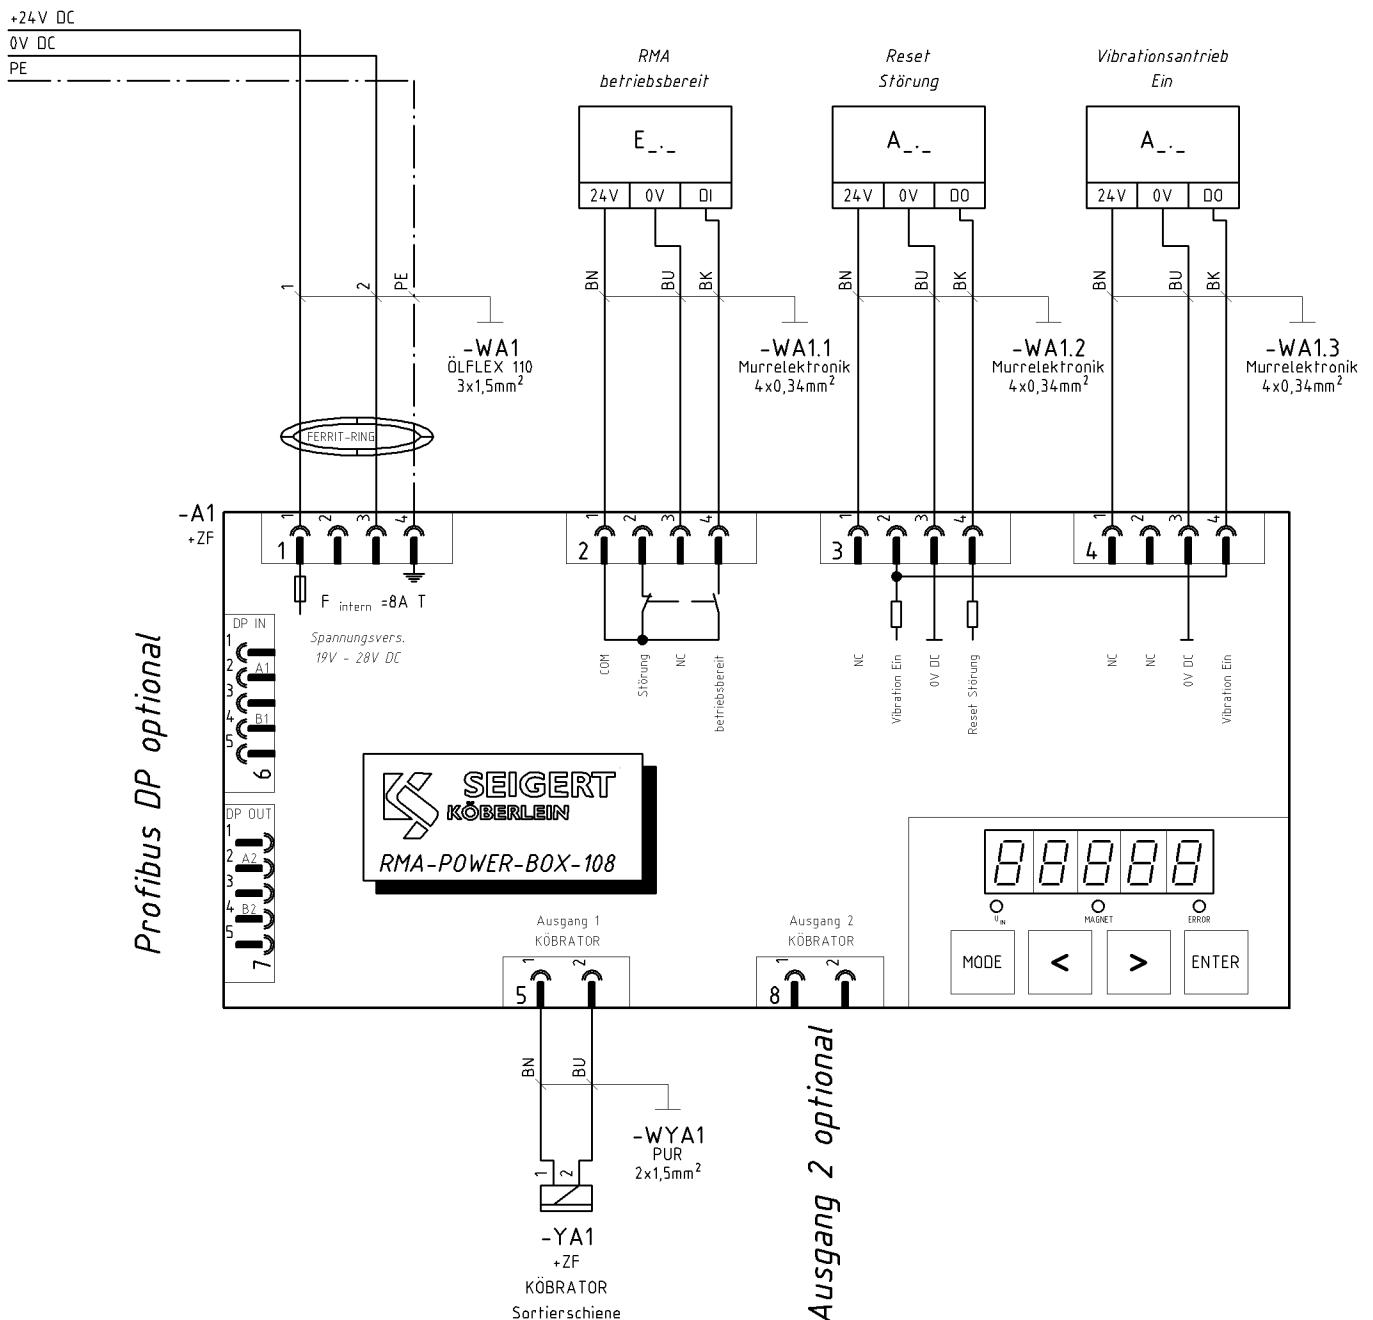 +24V DC
0V DC
PE
RMA
betriebsbereit
Reset
Störung
Vibrationsantrieb
Ein
E_._
A_._
A_._
24V 0V DI
24V 0V DO
24V 0V DO
1 2 PE
BN BU BK
BN BU BK
BN BU BK
-WA1
ÖLFLEX 110
3x1,5mm²
-WA1.1
Murrelektronik
4x0,34mm²
-WA1.2
Murrelektronik
4x0,34mm²
-WA1.3
Murrelektronik
4x0,34mm²
FERRIT-RING
-A1
+ZF
1 2 3 4
1
1 2 3 4
2
1 2 3 4
3
1 2 3 4
4
F intern =8A T
Spannungsvers.
19V - 28V DC
COM
Störung
NC
betriebsbereit
NC
Vibration Ein
0V DC
Reset Störung
NC
NC
0V DC
Vibration Ein
Profibus DP optional
DP IN
1
2 A1
3
4 B1
5
6
DP OUT
1
2 A2
3
4 B2
5
7
SEIGERT
KÖBERLEIN
RMA-POWER-BOX-108
88888
V IN
MAGNET
ERROR
MODE < > ENTER
Ausgang 1
KÖBRATOR
1 2
5
Ausgang 2
KÖBRATOR
1 2
8
Ausgang 2 optional
BN BU
-WYA1
PUR
2x1,5mm²
1 2
-YA1
+ZF
KÖBRATOR
Sortierschiene